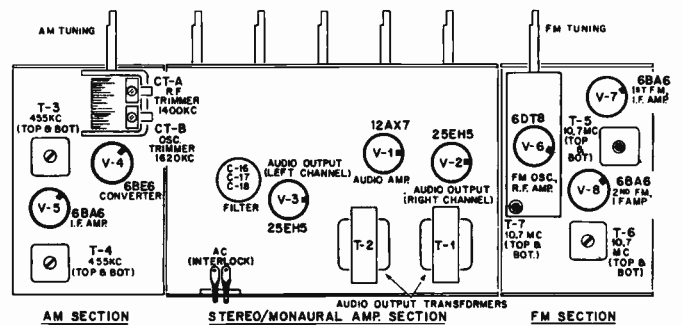 AM TUNING
FM TUNING
CT-A
R.F
TRIMMER
1400KC
CT-B
OSC.
TRIMMER
1620KC
T-3
455KC
(TOP & BOT)
V-4
6BE6
CONVERTER
V-5
6BA6
I.F. AMP.
T-4
455KC
(TOP & BOT)
C-16
C-17
C-18
FILTER
AUDIO OUTPUT
(LEFT CHANNEL)
V-3
25EH5
12AX7
V-1
AUDIO AMP.
25EH5
V-2
AUDIO OUTPUT
(RIGHT CHANNEL)
T-2
T-1
AC
(INTERLOCK)
AUDIO OUTPUT TRANSFORMERS
6DT8
V-6
FM OSC.,
R.F. AMP.
V-7
6BA6
1ST FM,
I.F. AMP
T-5
10.7MC
(TOP &
BOT)
V-8
6BA6
2ND FM,
I F AMP.
T-7
10.7 MC
(TOP &
BOT.)
T-6
10.7
MC
(TOP &
BOT)
AM SECTION
STEREO/MONAURAL AMP. SECTION
FM SECTION